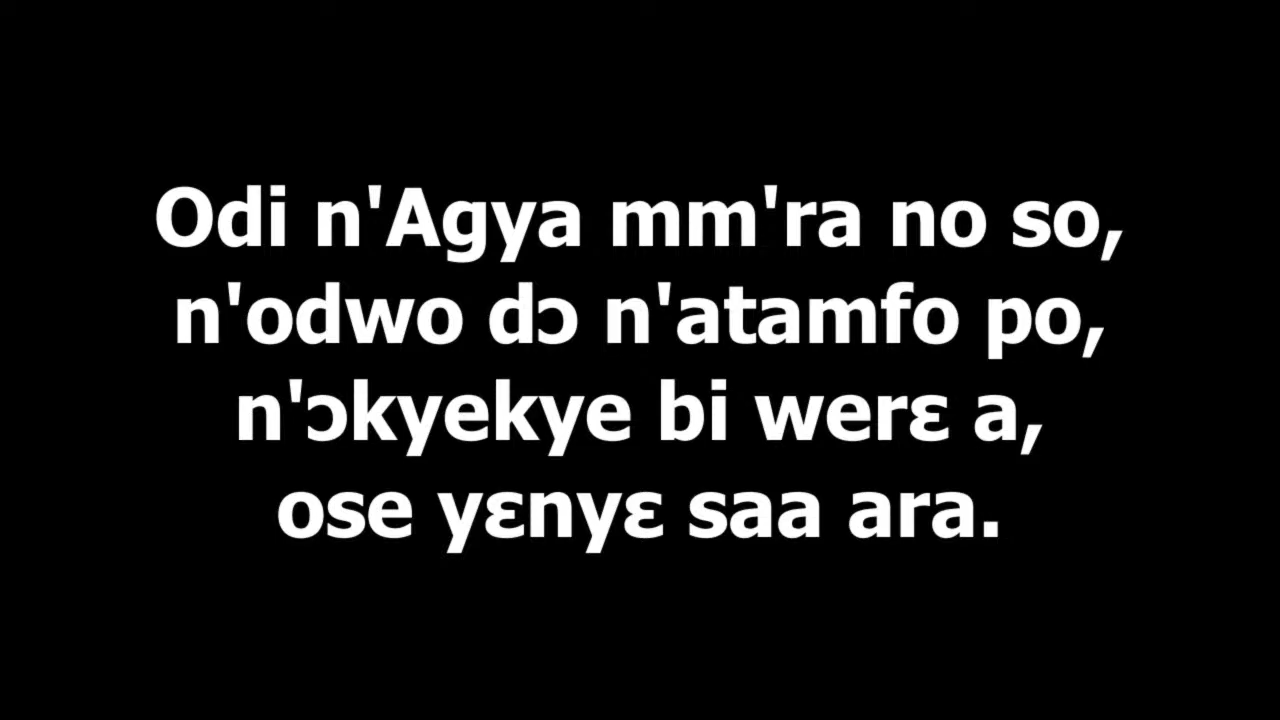 Odi n'Agya mm'ra no so,
n'odwo dɔ n'atamfo po,
n'ɔkyekye bi werɛ a,
ose yɛnyɛ saa ara.